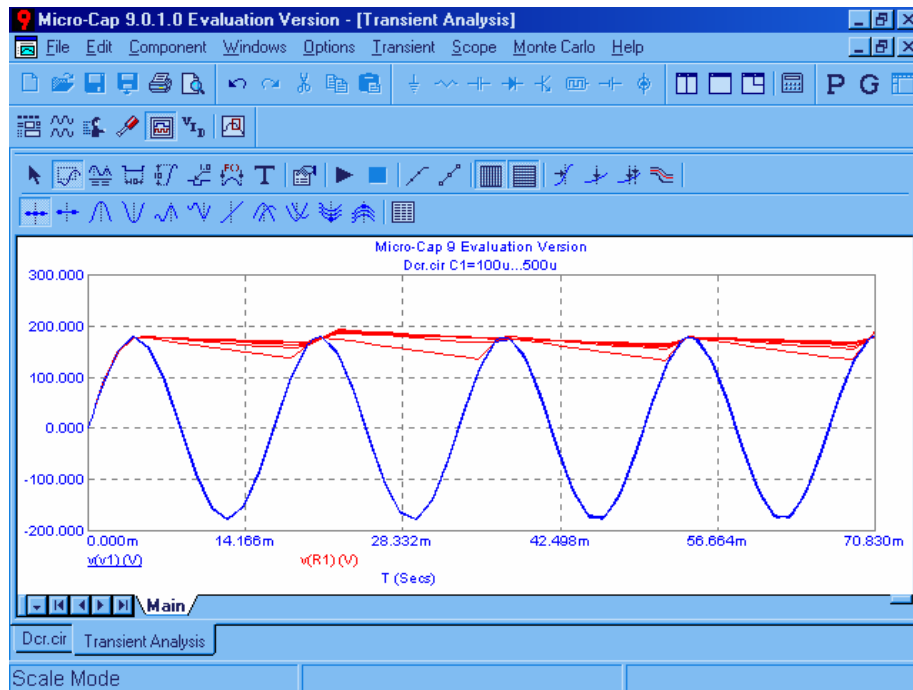 Micro-Cap 9.0.1.0 Evaluation Version - [Transient Analysis]
File Edit Component Windows Options Transient Scope Monte Carlo Help
P G
Micro-Cap 9 Evaluation Version
Dcr.cir C1=100u...500u
300.000
200.000
100.000
0.000
-100.000
-200.000
0.000m 14.166m 28.332m 42.498m 56.664m 70.830m
v(v1) (V) v(R1) (V)
T (Secs)
Main
Dcr.cir Transient Analysis
Scale Mode